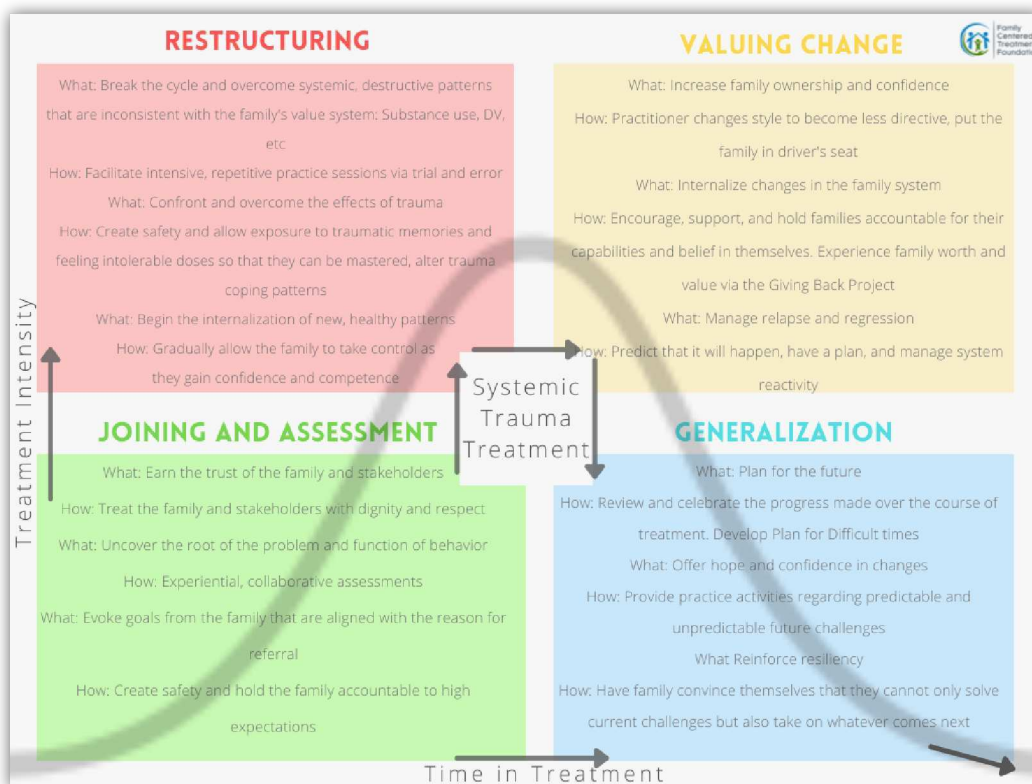 RESTRUCTURING
What: Break the cycle and overcome systemic, destructive patterns
that are inconsistent with the family's value system: Substance use, DV,
etc
How: Facilitate intensive, repetitive practice sessions via trial and error
What: Confront and overcome the effects of trauma
How: Create safety and allow exposure to traumatic memories and
feeling intolerable doses so that they can be mastered, alter trauma
coping patterns
What: Begin the internalization of new, healthy patterns
How: Gradually allow the family to take control as
they gain confidence and competence
VALUING CHANGE
Family
Centered
Treatment
Foundatio
What: Increase family ownership and confidence
How: Practitioner changes style to become less directive, put the
family in driver's seat
What: Internalize changes in the family system
How: Encourage, support, and hold families accountable for their
capabilities and belief in themselves. Experience family worth and
value via the Giving Back Project
What: Manage relapse and regression
How: Predict that it will happen, have a plan, and manage system
reactivity
Systemic
Trauma
Treatment
JOINING AND ASSESSMENT
What: Earn the trust of the family and stakeholders
How: Treat the family and stakeholders with dignity and respect
What: Uncover the root of the problem and function of behavior
How: Experiential, collaborative assessments
What: Evoke goals from the family that are aligned with the reason for
referral
How: Create safety and hold the family accountable to high
expectations
GENERALIZATION
What: Plan for the future
How: Review and celebrate the progress made over the course of
treatment. Develop Plan for Difficult times
What: Offer hope and confidence in changes
How: Provide practice activities regarding predictable and
unpredictable future challenges
What Reinforce resiliency
How: Have family convince themselves that they cannot only solve
current challenges but also take on whatever comes next
Treatment Intensity
Time in Treatment